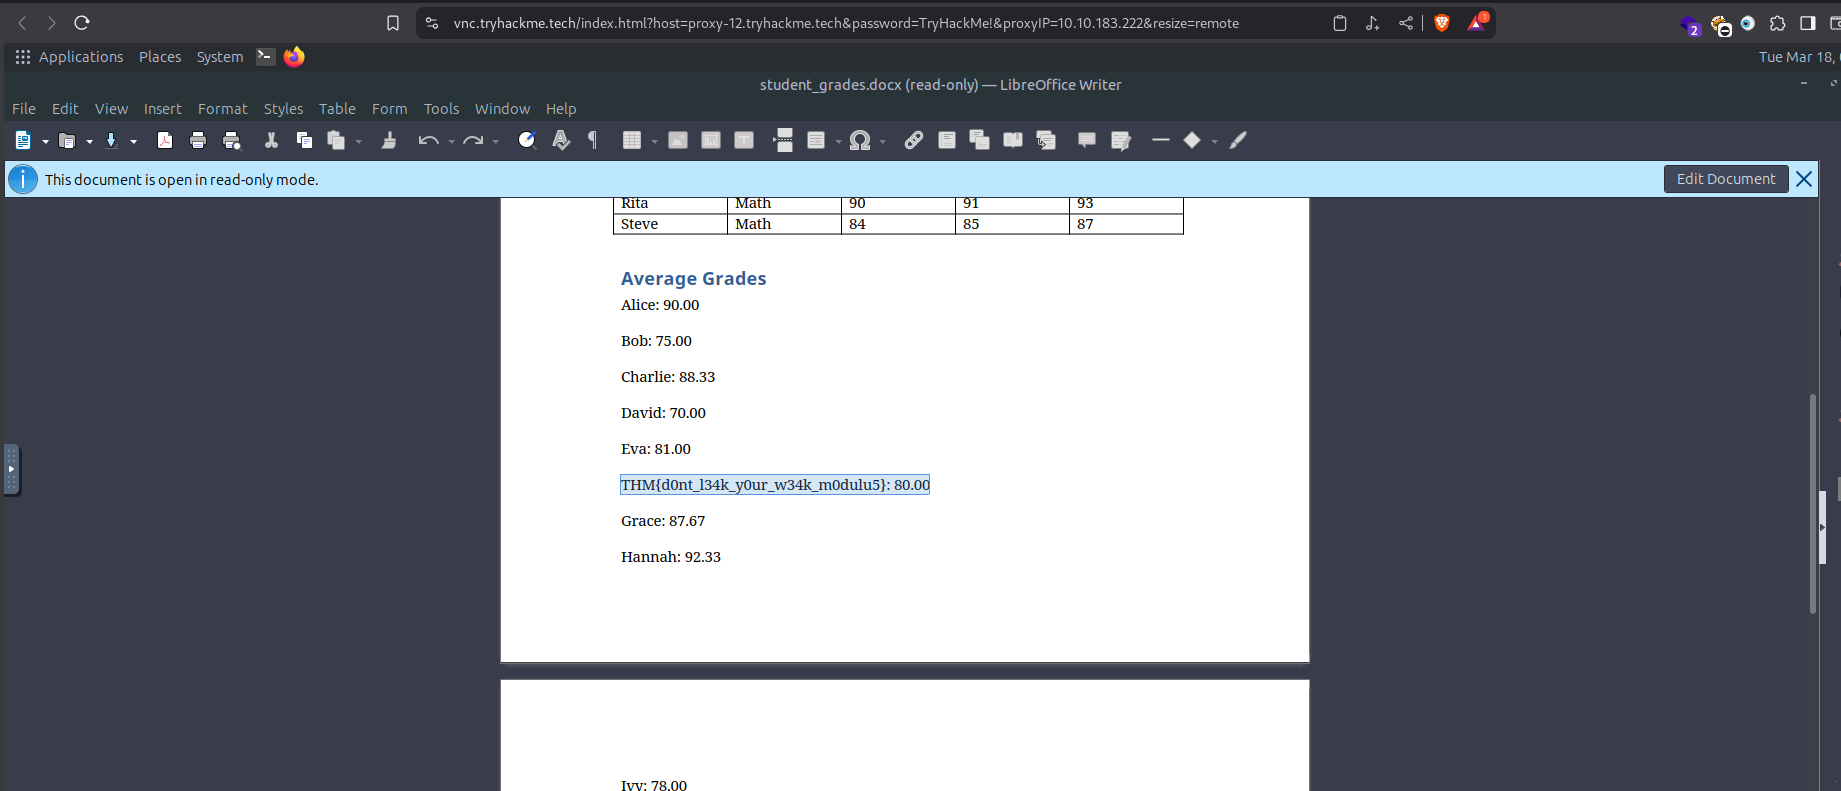 vnc.tryhackme.tech/index.html?host=proxy-12.tryhackme.tech&password=TryHackMe!&proxyIP=10.10.183.222&resize=remote
1
2
Applications Places System
Tue Mar 18,
student_grades.docx (read-only) — LibreOffice Writer
File Edit View Insert Format Styles Table Form Tools Window Help
This document is open in read-only mode.
Edit Document
Rita Math 90 91 93
Steve Math 84 85 87
Average Grades
Alice: 90.00
Bob: 75.00
Charlie: 88.33
David: 70.00
Eva: 81.00
THM{d0nt_l34k_y0ur_w34k_m0dulu5}: 80.00
Grace: 87.67
Hannah: 92.33
Ivy: 78.00